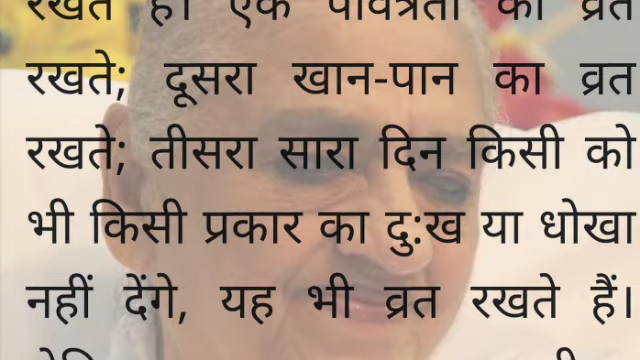 रखते हैं। एक पवित्रता का व्रत
रखते; दूसरा खान-पान का व्रत
रखते; तीसरा सारा दिन किसी को
भी किसी प्रकार का दु:ख या धोखा
नहीं देंगे, यह भी व्रत रखते हैं।